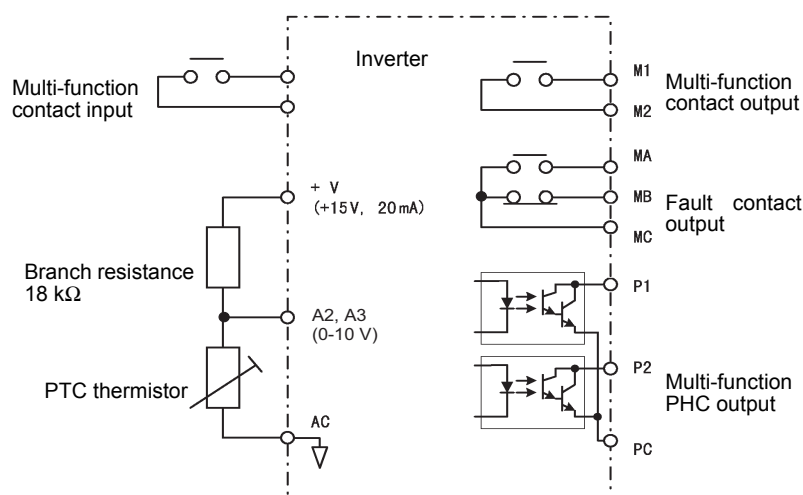 Inverter
Multi-function
contact input
M1
M2
Multi-function
contact output
MA
MB
MC
Fault contact
output
+ V
(+15V, 20mA)
Branch resistance
18 kΩ
A2, A3
(0-10 V)
PTC thermistor
AC
P1
P2
Multi-function
PHC output
PC